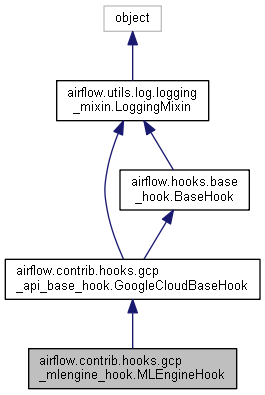 object
airflow.utils.log.logging
_mixin.LoggingMixin
airflow.hooks.base
_hook.BaseHook
airflow.contrib.hooks.gcp
_api_base_hook.GoogleCloudBaseHook
airflow.contrib.hooks.gcp
_mlengine_hook.MLEngineHook